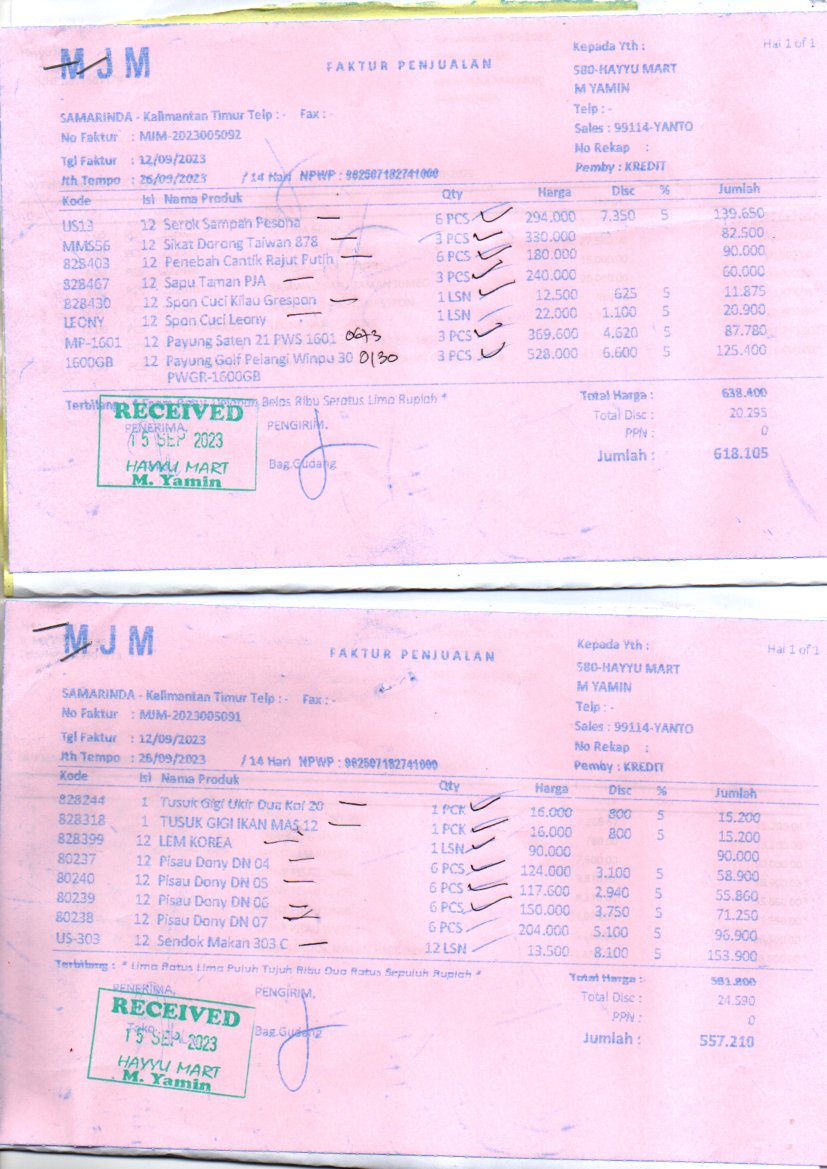 MJM
FAKTUR PENJUALAN
Kepada Yth :
Hal 1 of 1
580-HAYYU MART
M YAMIN
SAMARINDA - Kalimantan Timur Telp : - Fax : -
Telp : -
No Faktur : MJM-2023005092
Sales : 99114-YANTO
No Rekap :
Tgl Faktur : 12/09/2023
Pemby : KREDIT
Jth Tempo : 26/09/2023 / 14 Hari NPWP : 962507182741000
Kode Isi Nama Produk Qty Harga Disc % Jumlah
US13 12 Serok Sampah Pesona 6 PCS 294.000 7.350 5 139.650
MMS56 12 Sikat Dorong Taiwan 878 3 PCS 330.000 82.500
828403 12 Penebah Cantik Rajut Putih 6 PCS 180.000 90.000
828467 12 Sapu Taman PJA 3 PCS 240.000 60.000
828430 12 Spon Cuci Kilau Grespon 1 LSN 12.500 625 5 11.875
LEONY 12 Spon Cuci Leony 1 LSN 22.000 1.100 5 20.900
MP-1601 12 Payung Saten 21 PWS 1601 0673 3 PCS 369.600 4.620 5 87.780
1600GB 12 Payung Golf Pelangi Winpu 30 0130 3 PCS 528.000 6.600 5 125.400
PWGR-1600GB
Terbilang : * Enam Ratus Delapan Belas Ribu Seratus Lima Rupiah *
Total Harga : 638.400
Total Disc : 20.295
PPN : 0
Jumlah : 618.105
PENERIMA,
PENGIRIM,
RECEIVED
15 SEP 2023
HAYYU MART
M. Yamin
Bag.Gudang
MJM
FAKTUR PENJUALAN
Kepada Yth :
Hal 1 of 1
580-HAYYU MART
M YAMIN
SAMARINDA - Kalimantan Timur Telp : - Fax : -
Telp : -
No Faktur : MJM-2023005091
Sales : 99114-YANTO
No Rekap :
Tgl Faktur : 12/09/2023
Pemby : KREDIT
Jth Tempo : 26/09/2023 / 14 Hari NPWP : 962507182741000
Kode Isi Nama Produk Qty Harga Disc % Jumlah
828244 1 Tusuk Gigi Ukir Dua Koi 20 1 PCK 16.000 800 5 15.200
828318 1 TUSUK GIGI IKAN MAS 12 1 PCK 16.000 800 5 15.200
828399 12 LEM KOREA 1 LSN 90.000 90.000
80237 12 Pisau Dony DN 04 6 PCS 124.000 3.100 5 58.900
80240 12 Pisau Dony DN 05 6 PCS 117.600 2.940 5 55.860
80239 12 Pisau Dony DN 06 6 PCS 150.000 3.750 5 71.250
80238 12 Pisau Dony DN 07 6 PCS 204.000 5.100 5 96.900
US-303 12 Sendok Makan 303 C 12 LSN 13.500 8.100 5 153.900
Terbilang : * Lima Ratus Lima Puluh Tujuh Ribu Dua Ratus Sepuluh Rupiah *
Total Harga : 581.800
Total Disc : 24.590
PPN : 0
Jumlah : 557.210
PENERIMA,
PENGIRIM,
RECEIVED
15 SEP 2023
HAYYU MART
M. Yamin
Bag.Gudang